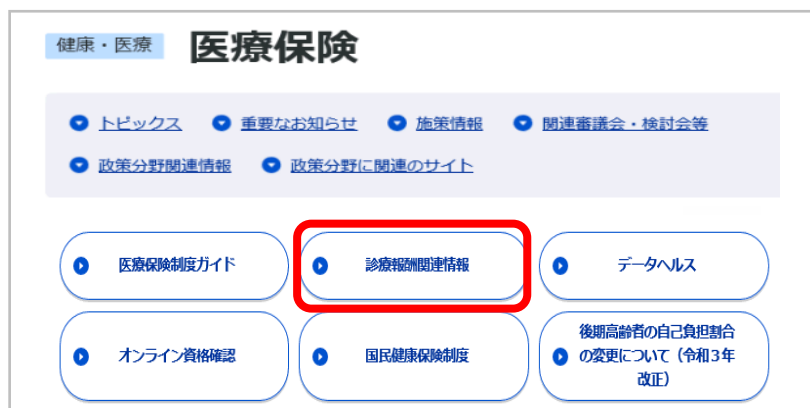 健康・医療 医療保険
トピックス 重要なお知らせ 施策情報 関連審議会・検討会等
政策分野関連情報 政策分野に関連のサイト
医療保険制度ガイド 診療報酬関連情報 データヘルス
オンライン資格確認 国民健康保険制度 後期高齢者の自己負担割合
の変更について（令和3年
改正）